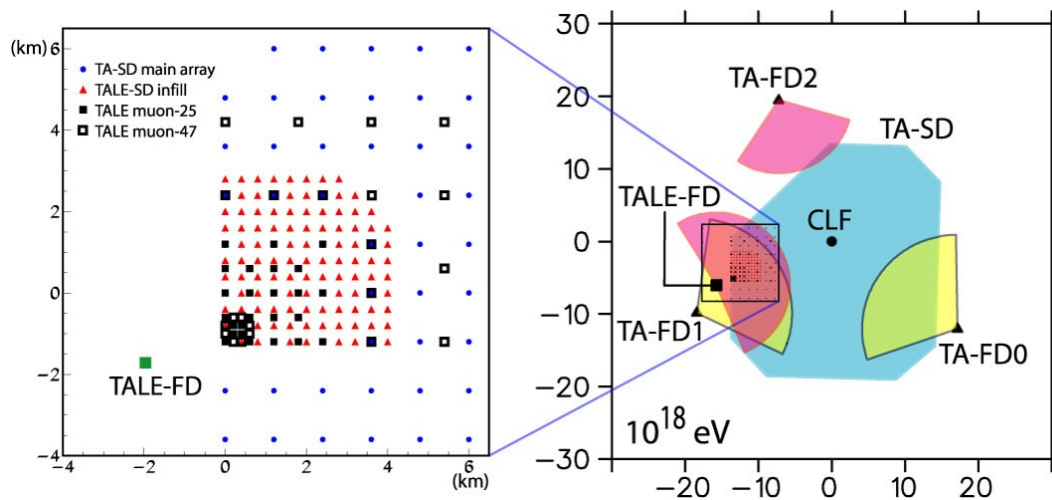 (km) 6
TA-SD main array
TALE-SD infill
TALE muon-25
TALE muon-47
4
2
0
−2
−4
TALE-FD
−4 −2 0 2 4 6
(km)
30
20
10
0
−10
−20
−30
TA-FD2
TA-SD
TALE-FD
CLF
TA-FD1
TA-FD0
10^18 eV
−20 −10 0 10 20